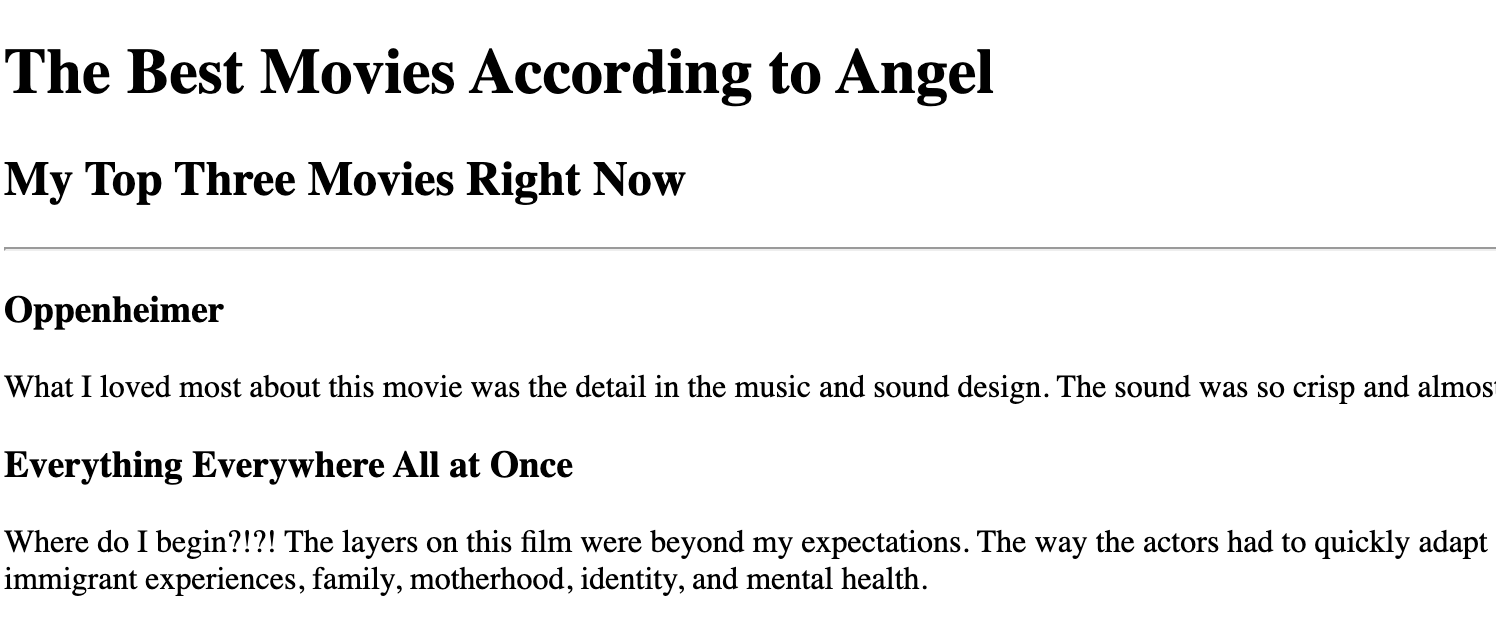 The Best Movies According to Angel
My Top Three Movies Right Now
Oppenheimer
What I loved most about this movie was the detail in the music and sound design. The sound was so crisp and almost
Everything Everywhere All at Once
Where do I begin?!?! The layers on this film were beyond my expectations. The way the actors had to quickly adapt
immigrant experiences, family, motherhood, identity, and mental health.